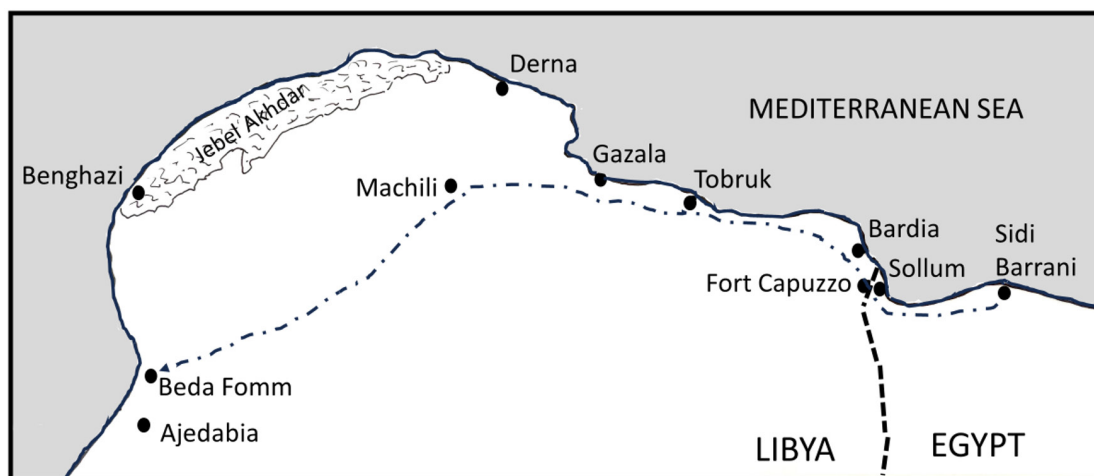 Derna
MEDITERRANEAN SEA
Jebel Akhdar
Benghazi
Gazala
Machili
Tobruk
Bardia
Sidi
Barrani
Sollum
Fort Capuzzo
Beda Fomm
Ajedabia
LIBYA
EGYPT